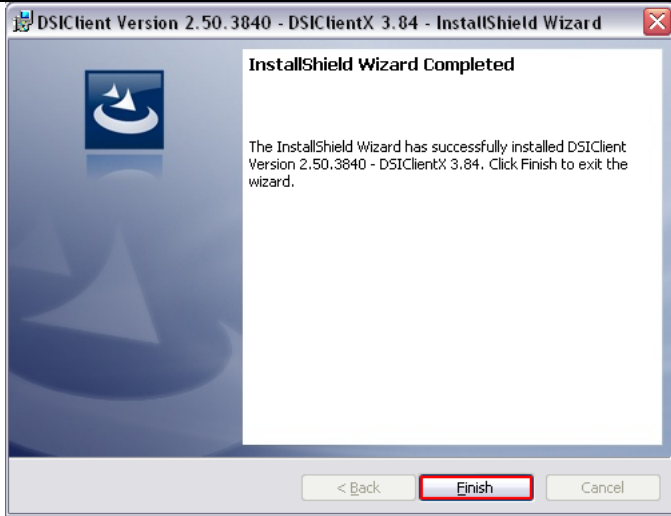 DSIClient Version 2.50.3840 - DSIClientX 3.84 - InstallShield Wizard
InstallShield Wizard Completed
The InstallShield Wizard has successfully installed DSIClient
Version 2.50.3840 - DSIClientX 3.84. Click Finish to exit the
wizard.
< Back
Finish
Cancel